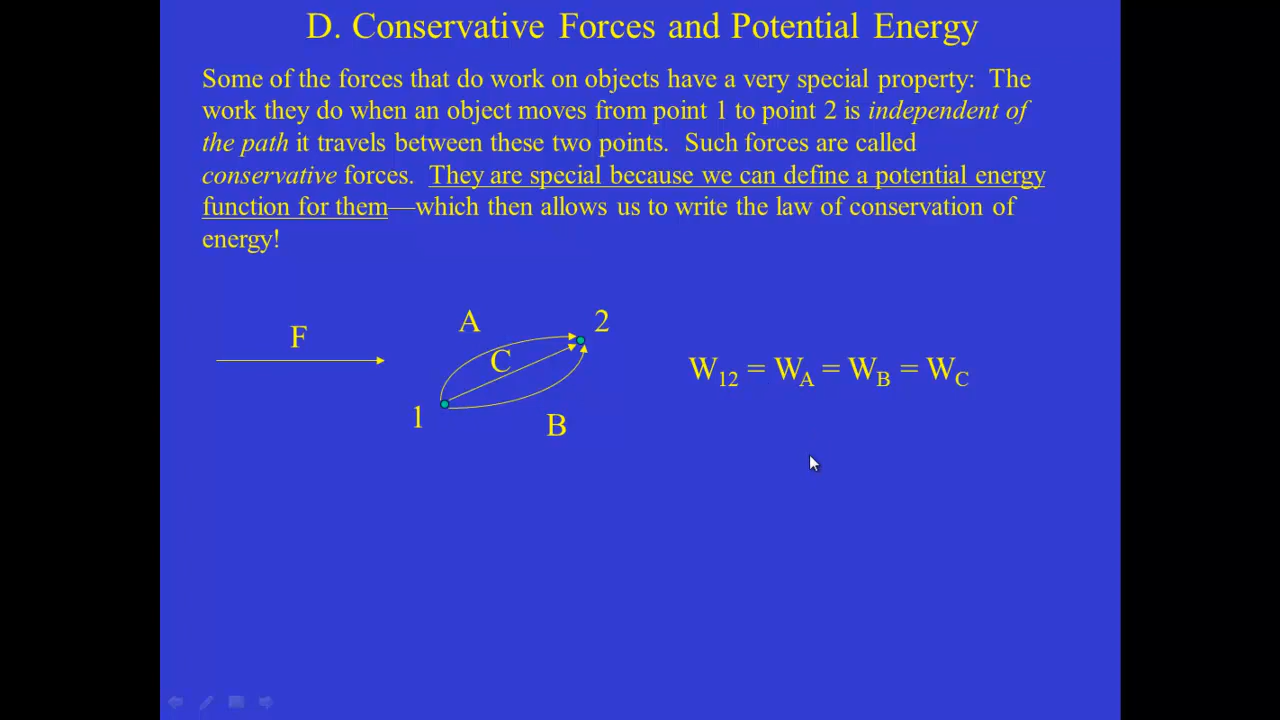 D. Conservative Forces and Potential Energy
Some of the forces that do work on objects have a very special property:  The
work they do when an object moves from point 1 to point 2 is independent of
the path it travels between these two points.  Such forces are called
conservative forces.  They are special because we can define a potential energy
function for them—which then allows us to write the law of conservation of
energy!
F
A
2
C
1
B
W₁₂ = W_A = W_B = W_C